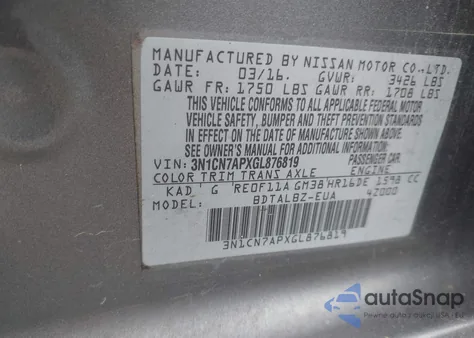 MANUFACTURED BY NISSAN MOTOR CO., LTD.
DATE: 03/16. GVWR: 3426 LBS
GAWR FR: 1750 LBS GAWR RR: 1708 LBS
THIS VEHICLE CONFORMS TO ALL APPLICABLE FEDERAL MOTOR
VEHICLE SAFETY, BUMPER AND THEFT PREVENTION STANDARDS
IN EFFECT ON THE DATE OF MANUFACTURE SHOWN ABOVE.
SEE OWNERS MANUAL FOR ADDITIONAL INFORMATION
VIN: 3N1CN7APXGL876819 PASSENGER CAR.
COLOR TRIM TRANS AXLE ENGINE
KAD G RE0F11A GM38 HR16DE 1598 CC
BDTALBZ-EUA 42000
3N1CN7APXGL876819
autoSnap